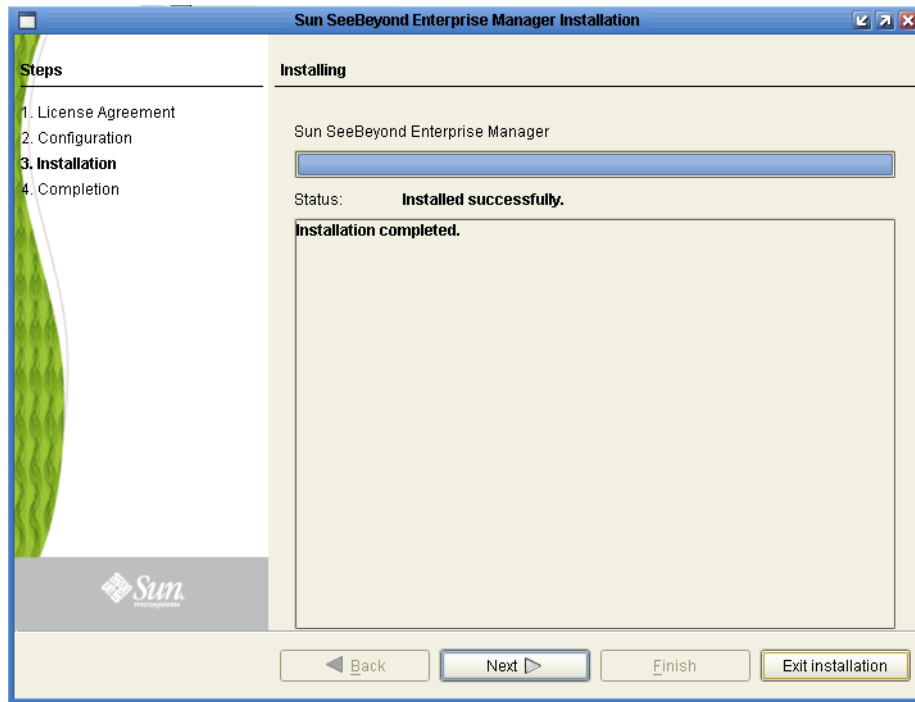 Sun SeeBeyond Enterprise Manager Installation
Steps
1. License Agreement
2. Configuration
3. Installation
4. Completion
Installing
Sun SeeBeyond Enterprise Manager
Status: Installed successfully.
Installation completed.
Sun
microsystems
Back Next Finish Exit installation